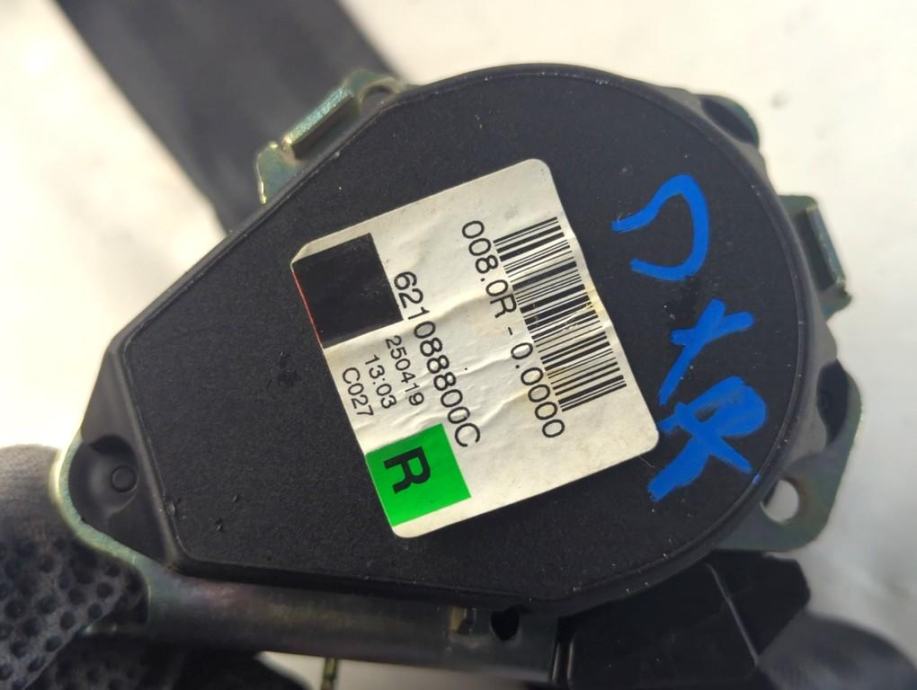 008.0R - 0.0000
621088800C
250419
13:03
C027
R